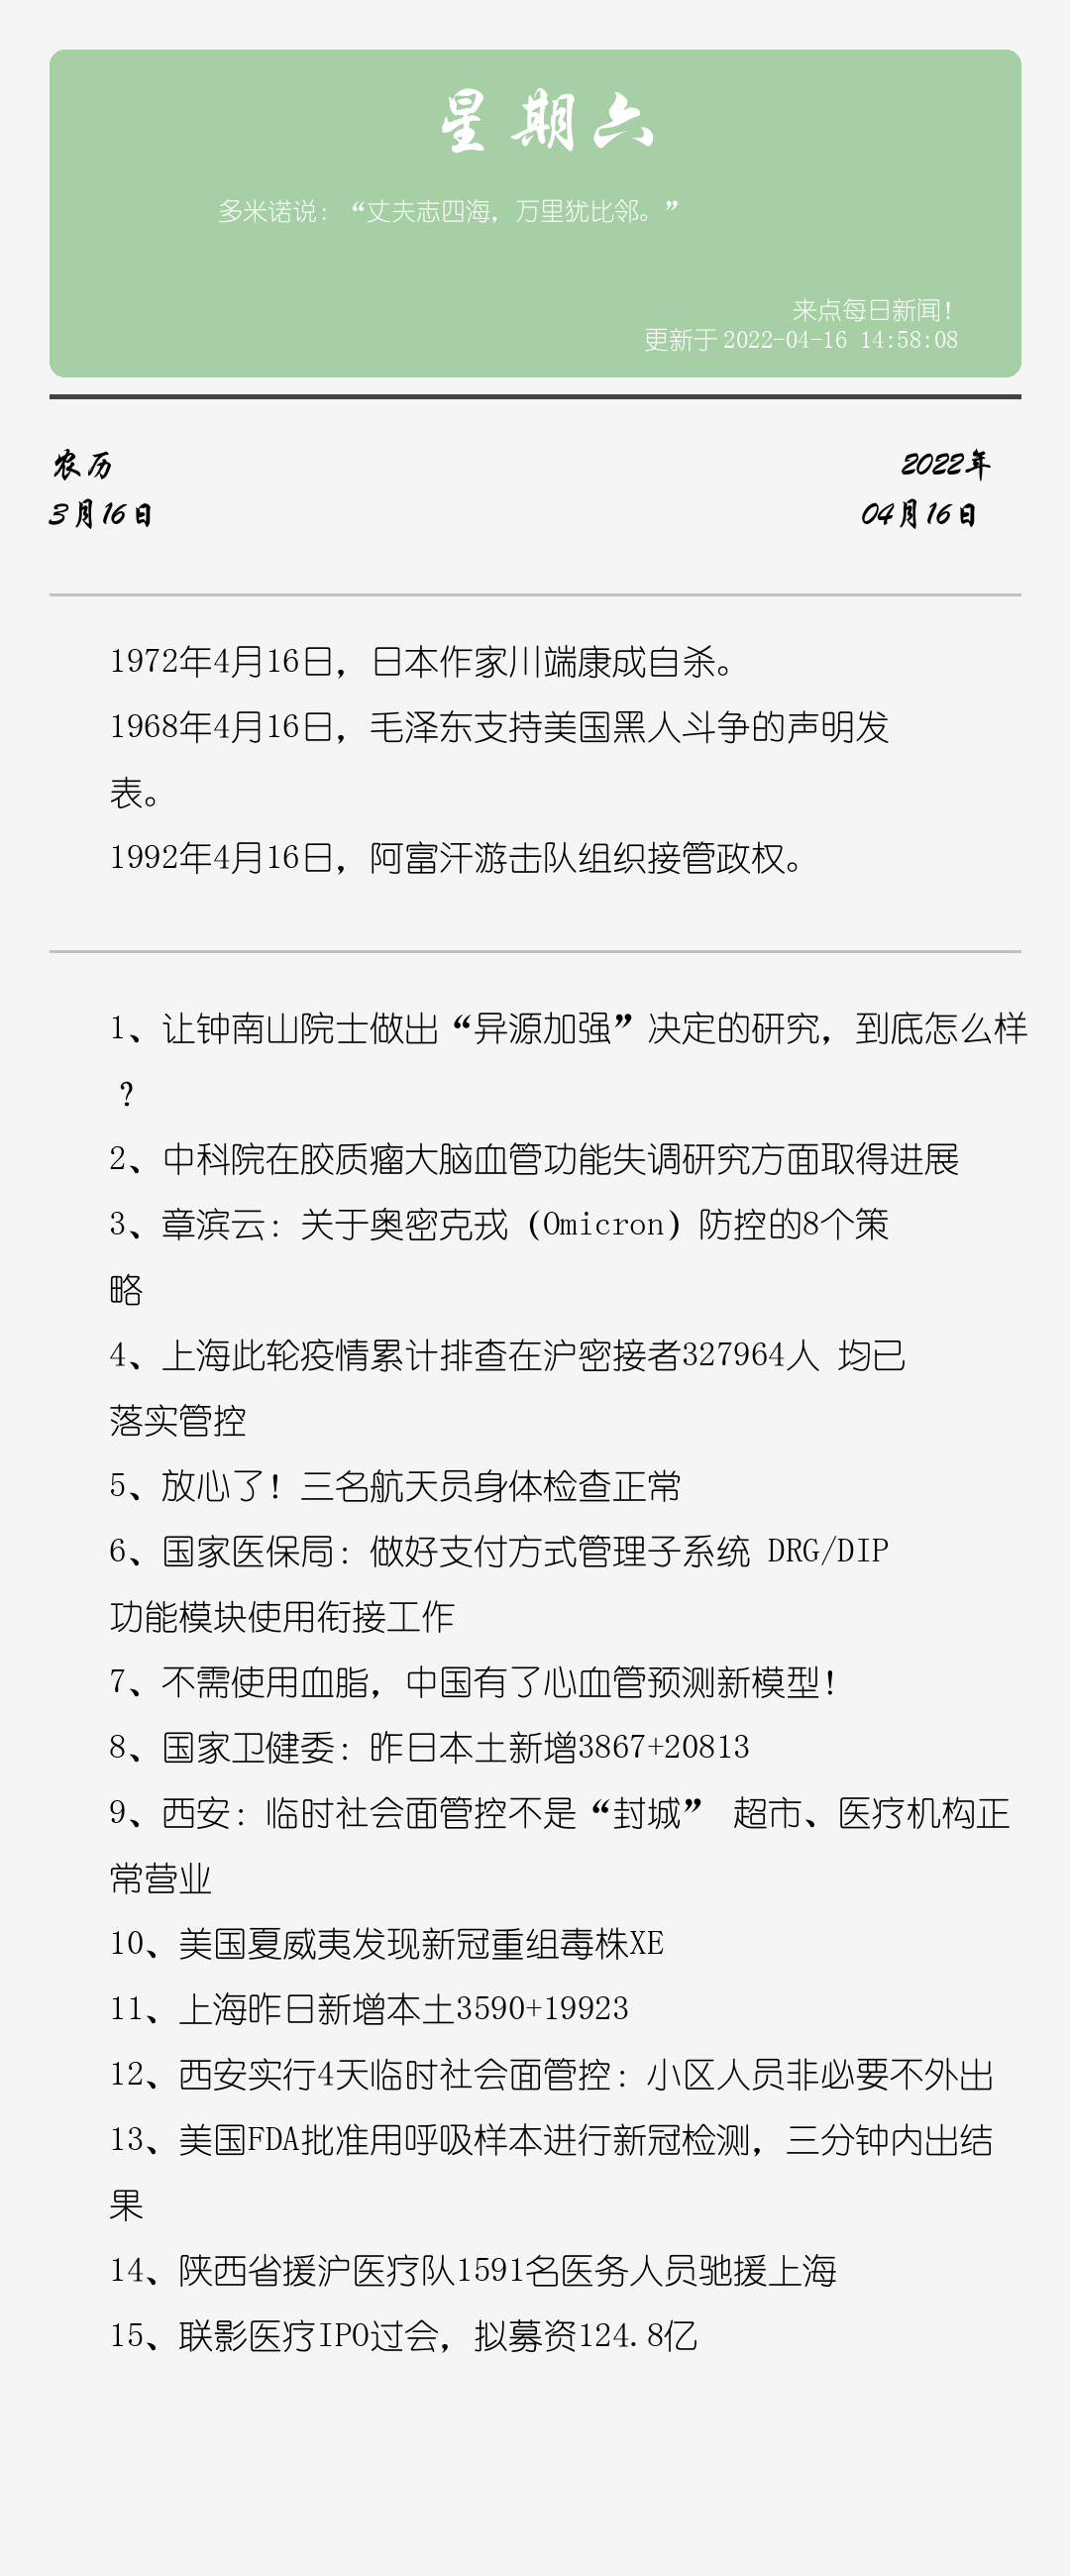 星期六
多米诺说：“丈夫志四海，万里犹比邻。”
来点每日新闻！
更新于 2022-04-16 14:58:08
农历
2022年
3月16日
04月16日
1972年4月16日，日本作家川端康成自杀。
1968年4月16日，毛泽东支持美国黑人斗争的声明发
表。
1992年4月16日，阿富汗游击队组织接管政权。
1、让钟南山院士做出“异源加强”决定的研究，到底怎么样
？
2、中科院在胶质瘤大脑血管功能失调研究方面取得进展
3、章滨云：关于奥密克戎（Omicron）防控的8个策
略
4、上海此轮疫情累计排查在沪密接者327964人 均已
落实管控
5、放心了！三名航天员身体检查正常
6、国家医保局：做好支付方式管理子系统 DRG/DIP
功能模块使用衔接工作
7、不需使用血脂，中国有了心血管预测新模型！
8、国家卫健委：昨日本土新增3867+20813
9、西安：临时社会面管控不是“封城” 超市、医疗机构正
常营业
10、美国夏威夷发现新冠重组毒株XE
11、上海昨日新增本土3590+19923
12、西安实行4天临时社会面管控：小区人员非必要不外出
13、美国FDA批准用呼吸样本进行新冠检测，三分钟内出结
果
14、陕西省援沪医疗队1591名医务人员驰援上海
15、联影医疗IPO过会，拟募资124.8亿